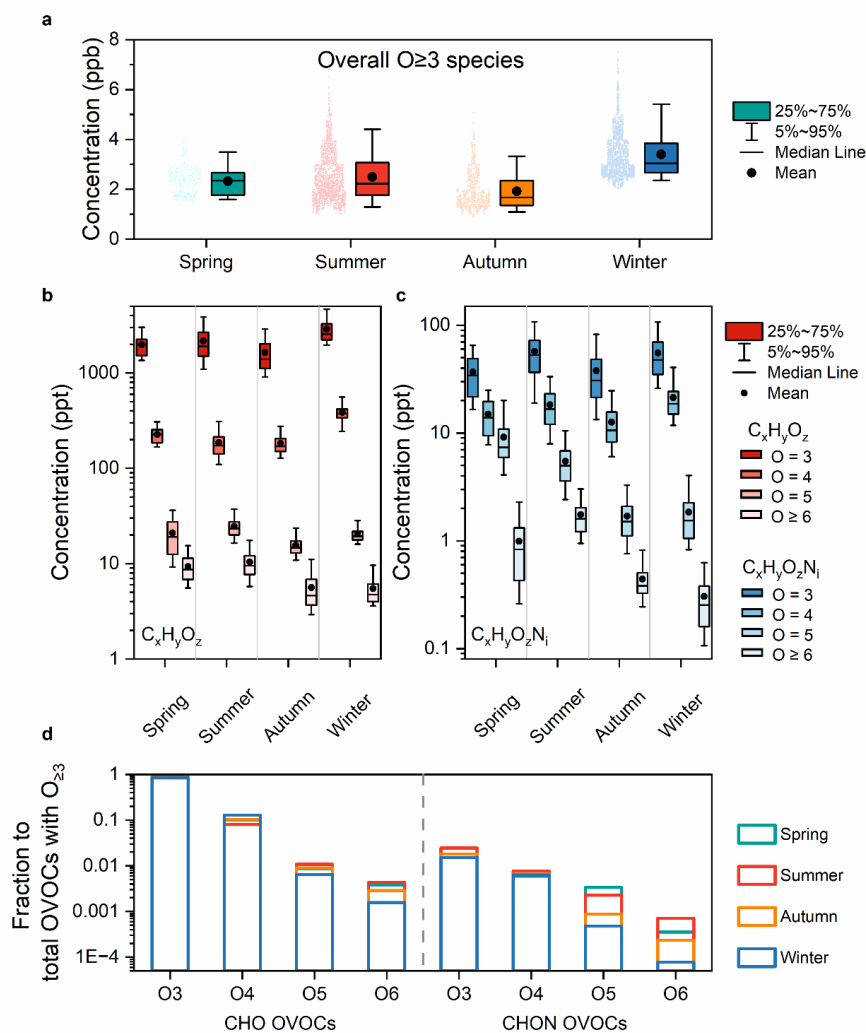 a
Overall O≥3 species
Concentration (ppb)
8
6
4
2
0
Spring
Summer
Autumn
Winter
25%~75%
5%~95%
Median Line
Mean
b
Concentration (ppt)
1000
100
10
1
CxHyOz
Spring
Summer
Autumn
Winter
c
Concentration (ppt)
100
10
1
0.1
CxHyOzNi
Spring
Summer
Autumn
Winter
25%~75%
5%~95%
Median Line
Mean
CxHyOz
O = 3
O = 4
O = 5
O ≥ 6
CxHyOzNi
O = 3
O = 4
O = 5
O ≥ 6
d
Fraction to
total OVOCs with O≥3
1
0.1
0.01
0.001
1E−4
O3
O4
O5
O6
O3
O4
O5
O6
CHO OVOCs
CHON OVOCs
Spring
Summer
Autumn
Winter